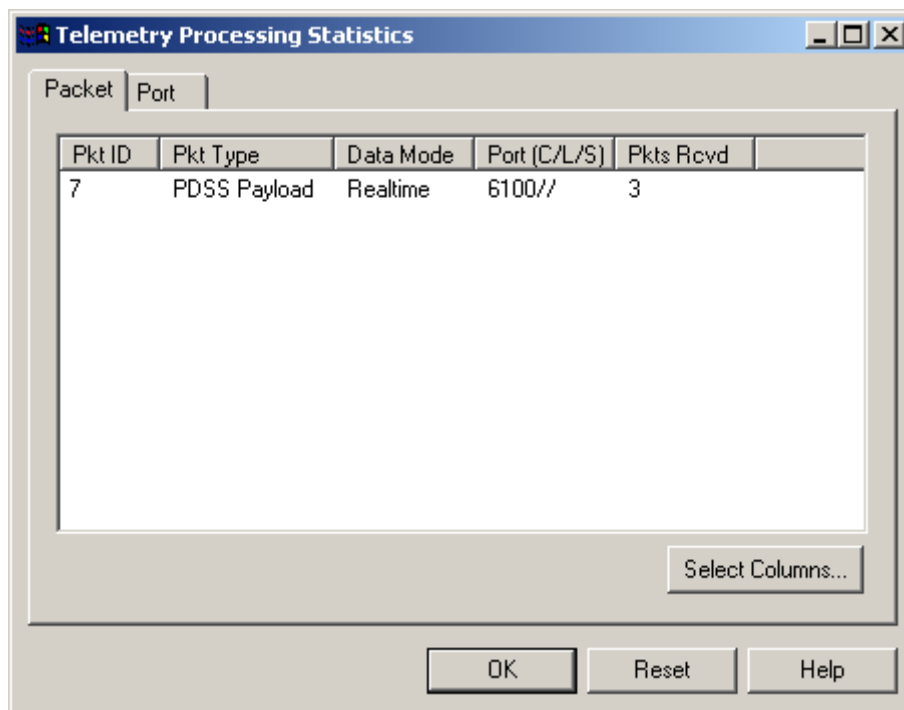 Telemetry Processing Statistics
Packet Port
Pkt ID Pkt Type Data Mode Port (C/L/S) Pkts Rcvd
7 PDSS Payload Realtime 6100// 3
Select Columns...
OK Reset Help